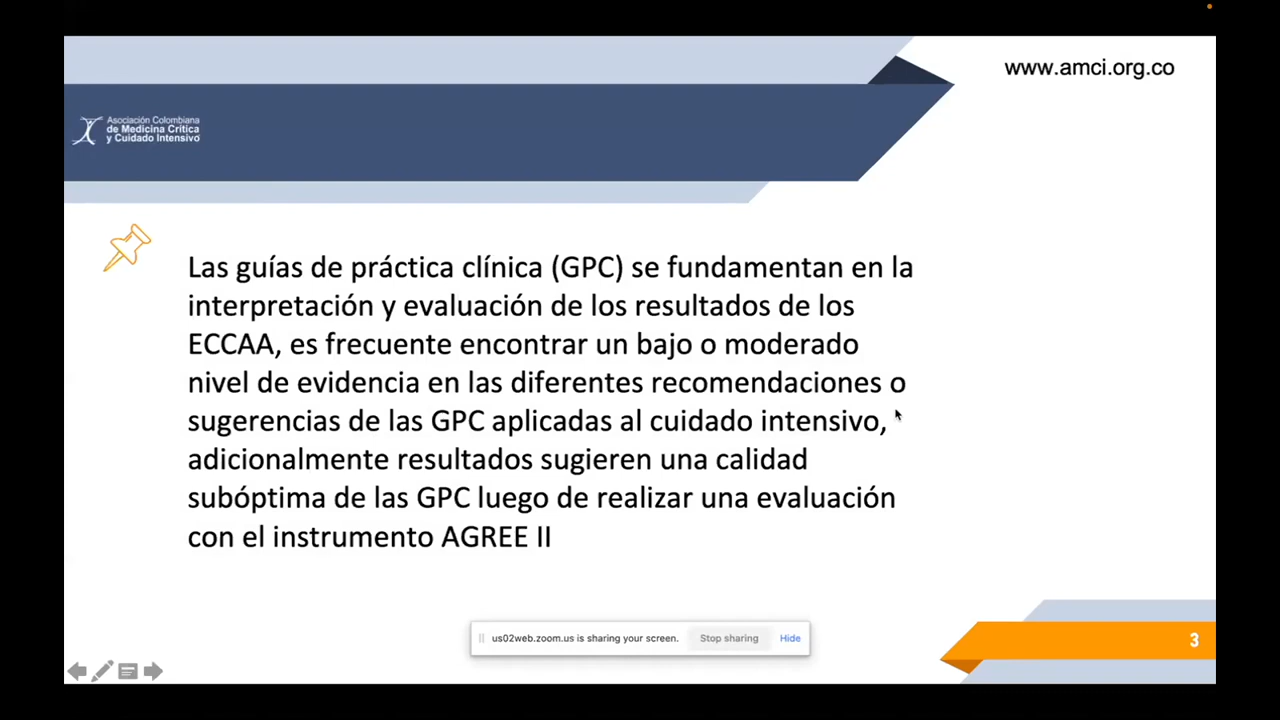 www.amci.org.co
Asociación Colombiana
de Medicina Crítica
y Cuidado Intensivo
Las guías de práctica clínica (GPC) se fundamentan en la
interpretación y evaluación de los resultados de los
ECCAA, es frecuente encontrar un bajo o moderado
nivel de evidencia en las diferentes recomendaciones o
sugerencias de las GPC aplicadas al cuidado intensivo,
adicionalmente resultados sugieren una calidad
subóptima de las GPC luego de realizar una evaluación
con el instrumento AGREE II
us02web.zoom.us is sharing your screen. Stop sharing Hide
3